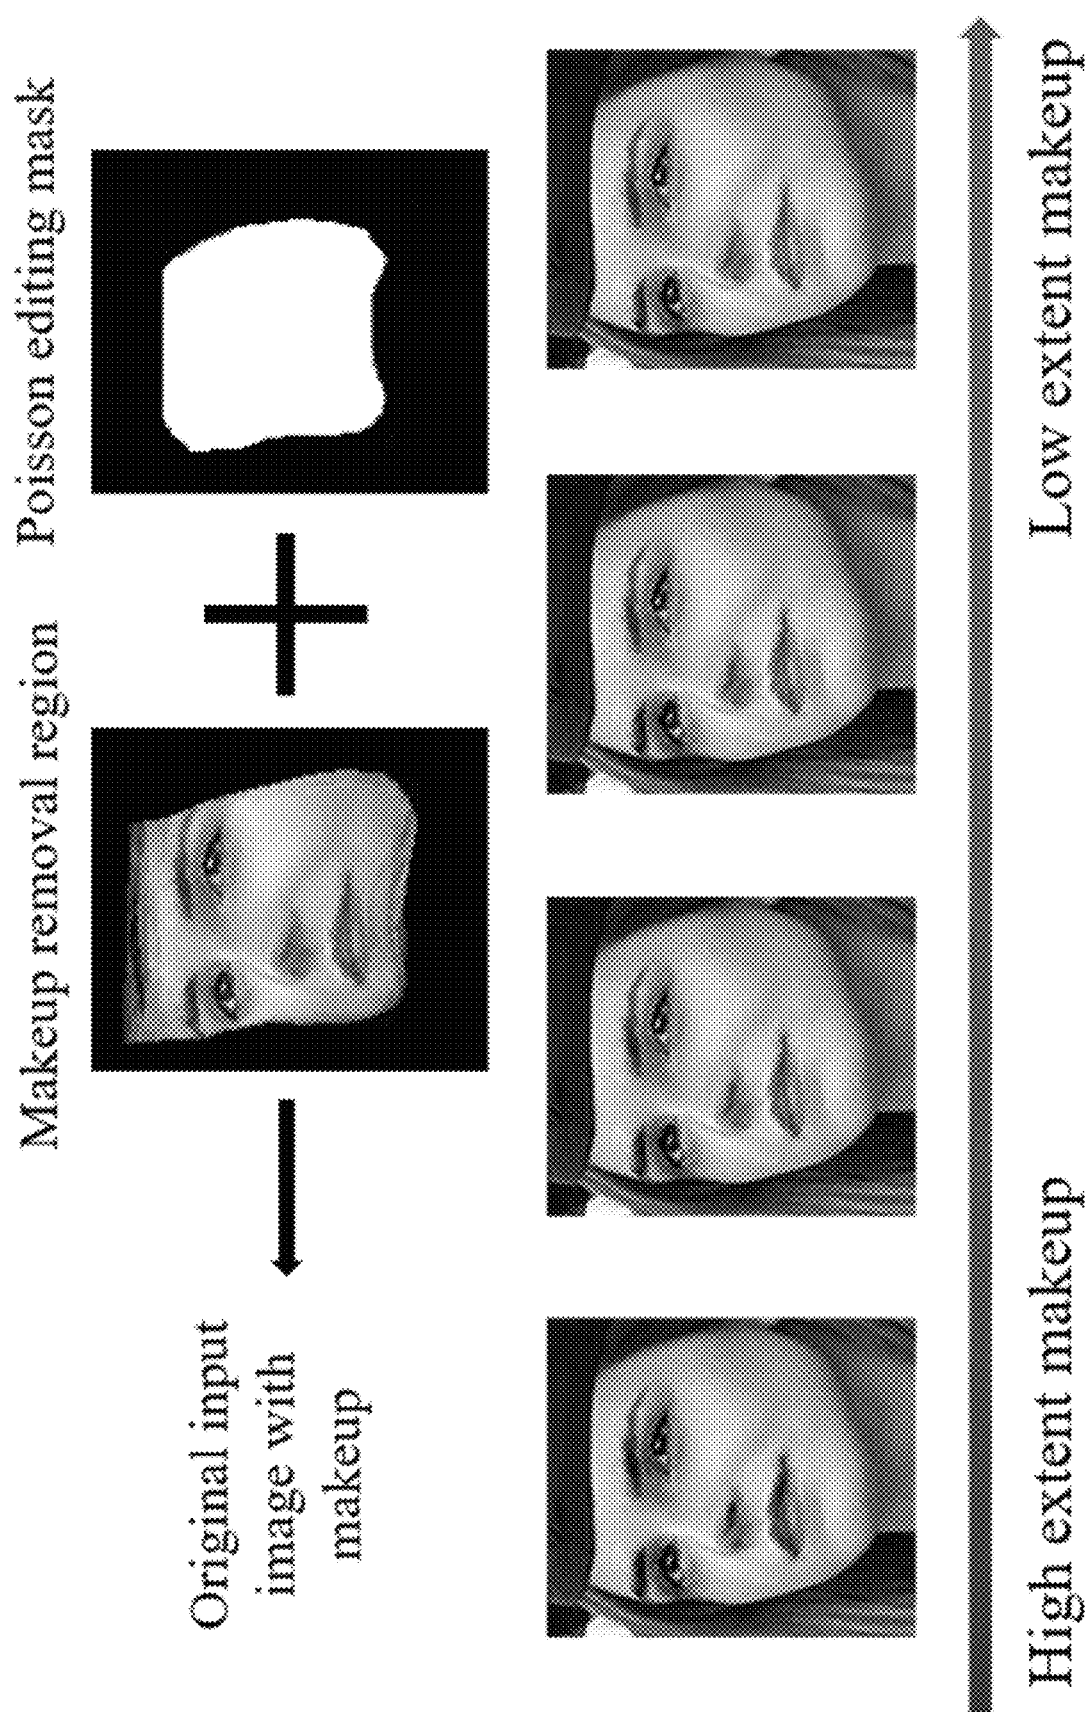 Original input
image with
makeup
Makeup removal region
Poisson editing mask
High extent makeup
Low extent makeup